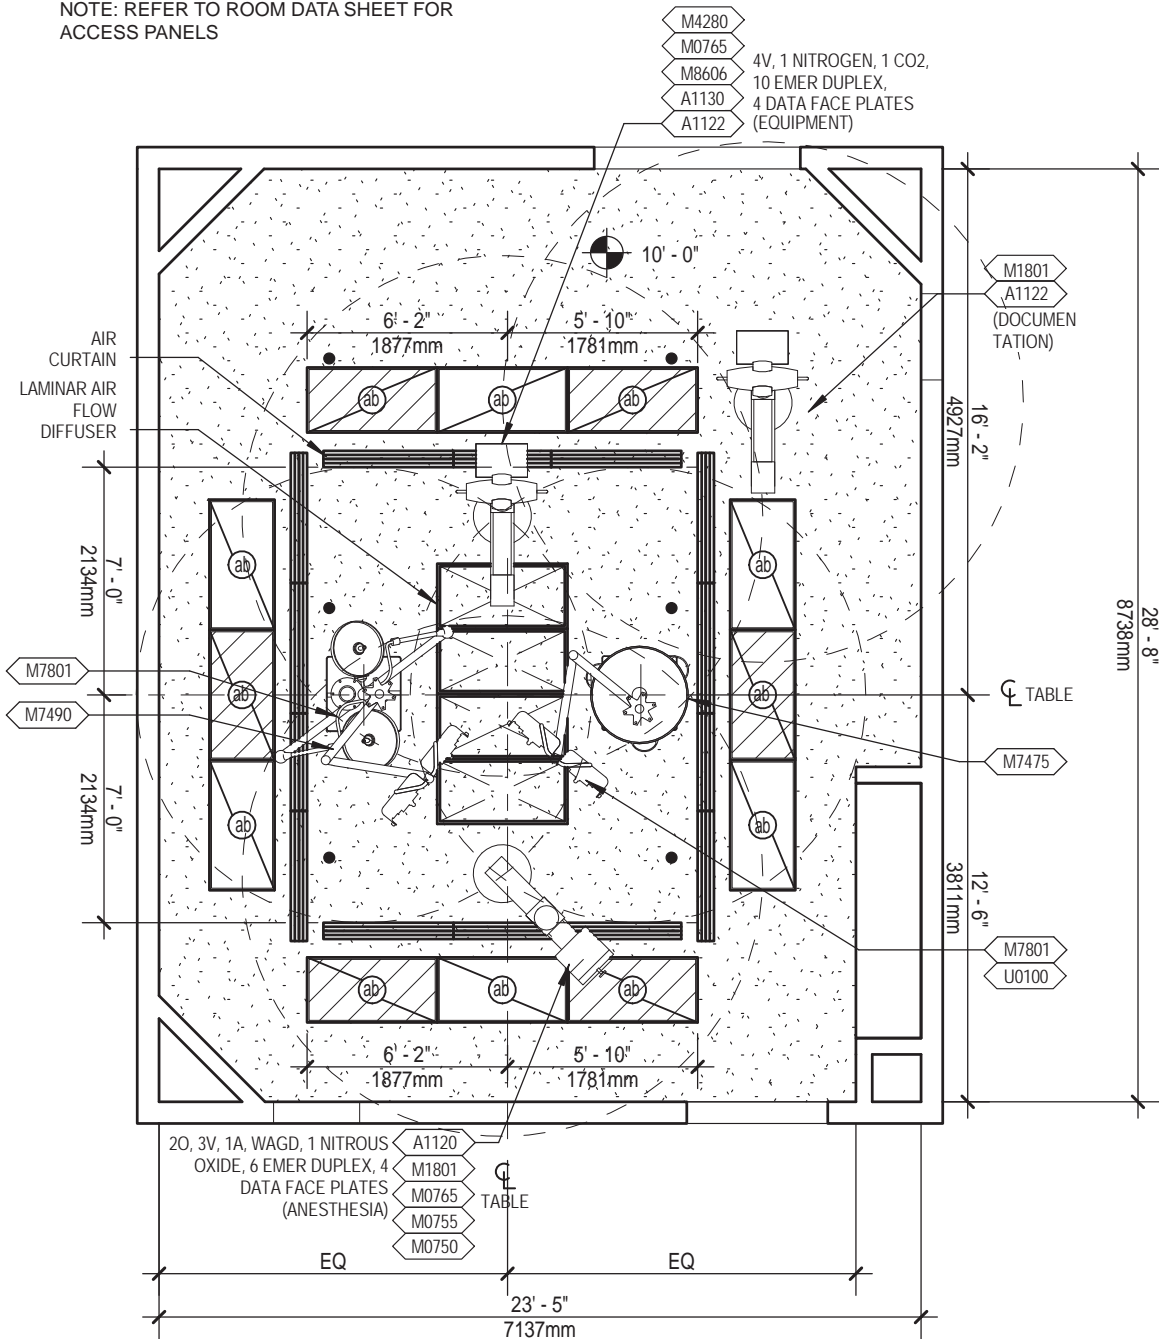 NOTE: REFER TO ROOM DATA SHEET FOR
ACCESS PANELS
M4280
M0765
M8606
A1130
A1122
4V, 1 NITROGEN, 1 CO2,
10 EMER DUPLEX,
4 DATA FACE PLATES
(EQUIPMENT)
10' - 0"
M1801
A1122
(DOCUMEN
TATION)
AIR
CURTAIN
LAMINAR AIR
FLOW
DIFFUSER
6' - 2"
1877mm
5' - 10"
1781mm
ab
ab
ab
16' - 2"
4927mm
7' - 0"
2134mm
ab
ab
28' - 8"
8738mm
M7801
M7490
ab
ab
℄ TABLE
M7475
7' - 0"
2134mm
ab
ab
12' - 6"
3811mm
M7801
U0100
ab
ab
ab
6' - 2"
1877mm
5' - 10"
1781mm
2O, 3V, 1A, WAGD, 1 NITROUS
OXIDE, 6 EMER DUPLEX, 4
DATA FACE PLATES
(ANESTHESIA)
A1120
M1801
M0765
M0755
M0750
℄
TABLE
EQ
EQ
23' - 5"
7137mm